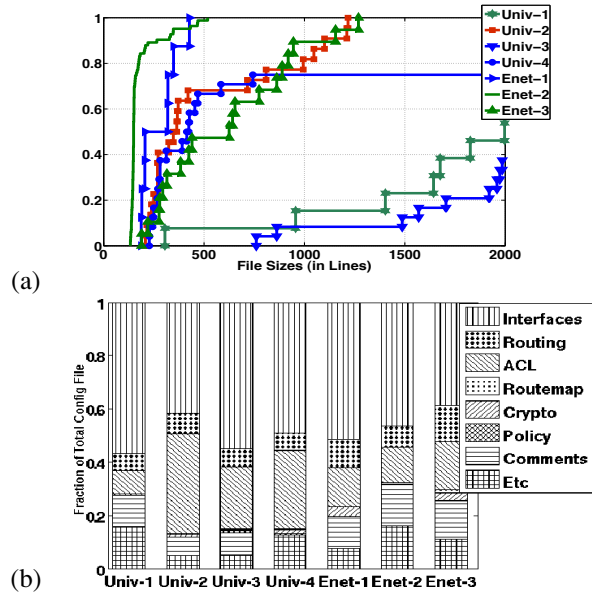 1
0.8
0.6
0.4
0.2
0
0 500 1000 1500 2000
File Sizes (in Lines)
Univ−1
Univ−2
Univ−3
Univ−4
Enet−1
Enet−2
Enet−3
(a)
1
0.8
0.6
0.4
0.2
0
Fraction of Total Config File
Interfaces
Routing
ACL
Routemap
Crypto
Policy
Comments
Etc
Univ-1 Univ-2 Univ-3 Univ-4 Enet-1 Enet-2 Enet-3
(b)